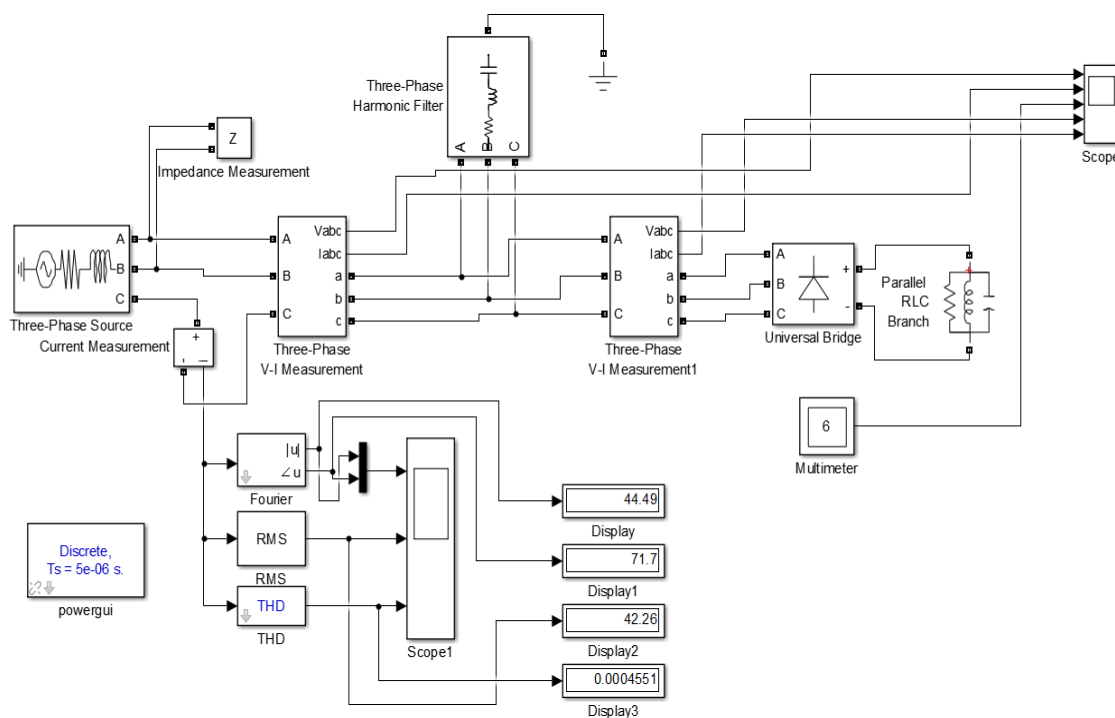 Three-Phase
Harmonic Filter
A
B
C
Scope
Z
Impedance Measurement
A
B
C
Three-Phase Source
A
B
C
Vabc
Iabc
a
b
c
Three-Phase
V-I Measurement
A
B
C
Vabc
Iabc
a
b
c
Three-Phase
V-I Measurement1
A
B
C
+
-
Universal Bridge
Parallel
RLC
Branch
Current Measurement
+
-
i
6
Multimeter
|u|
∠u
Fourier
RMS
RMS
THD
THD
Scope1
44.49
Display
71.7
Display1
42.26
Display2
0.0004551
Display3
Discrete,
Ts = 5e-06 s.
powergui